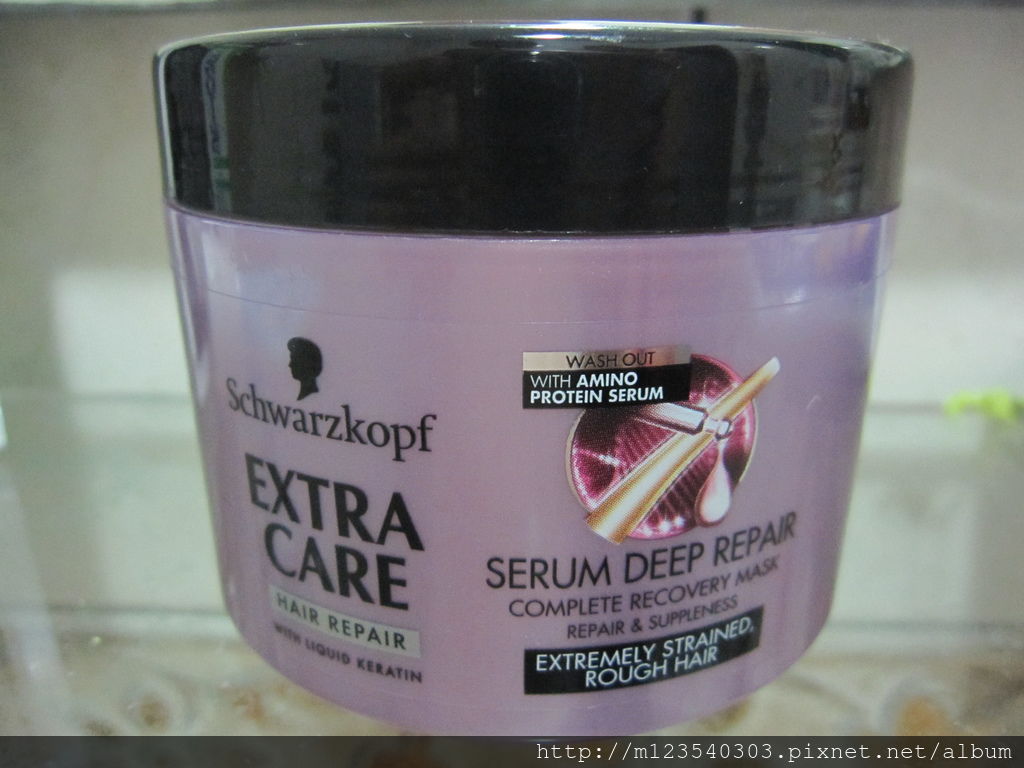 Schwarzkopf
EXTRA
CARE
HAIR REPAIR
WITH LIQUID KERATIN
WASH OUT
WITH AMINO
PROTEIN SERUM
SERUM DEEP REPAIR
COMPLETE RECOVERY MASK
REPAIR & SUPPLENESS
EXTREMELY STRAINED,
ROUGH HAIR
http://m123540303.pixnet.net/album